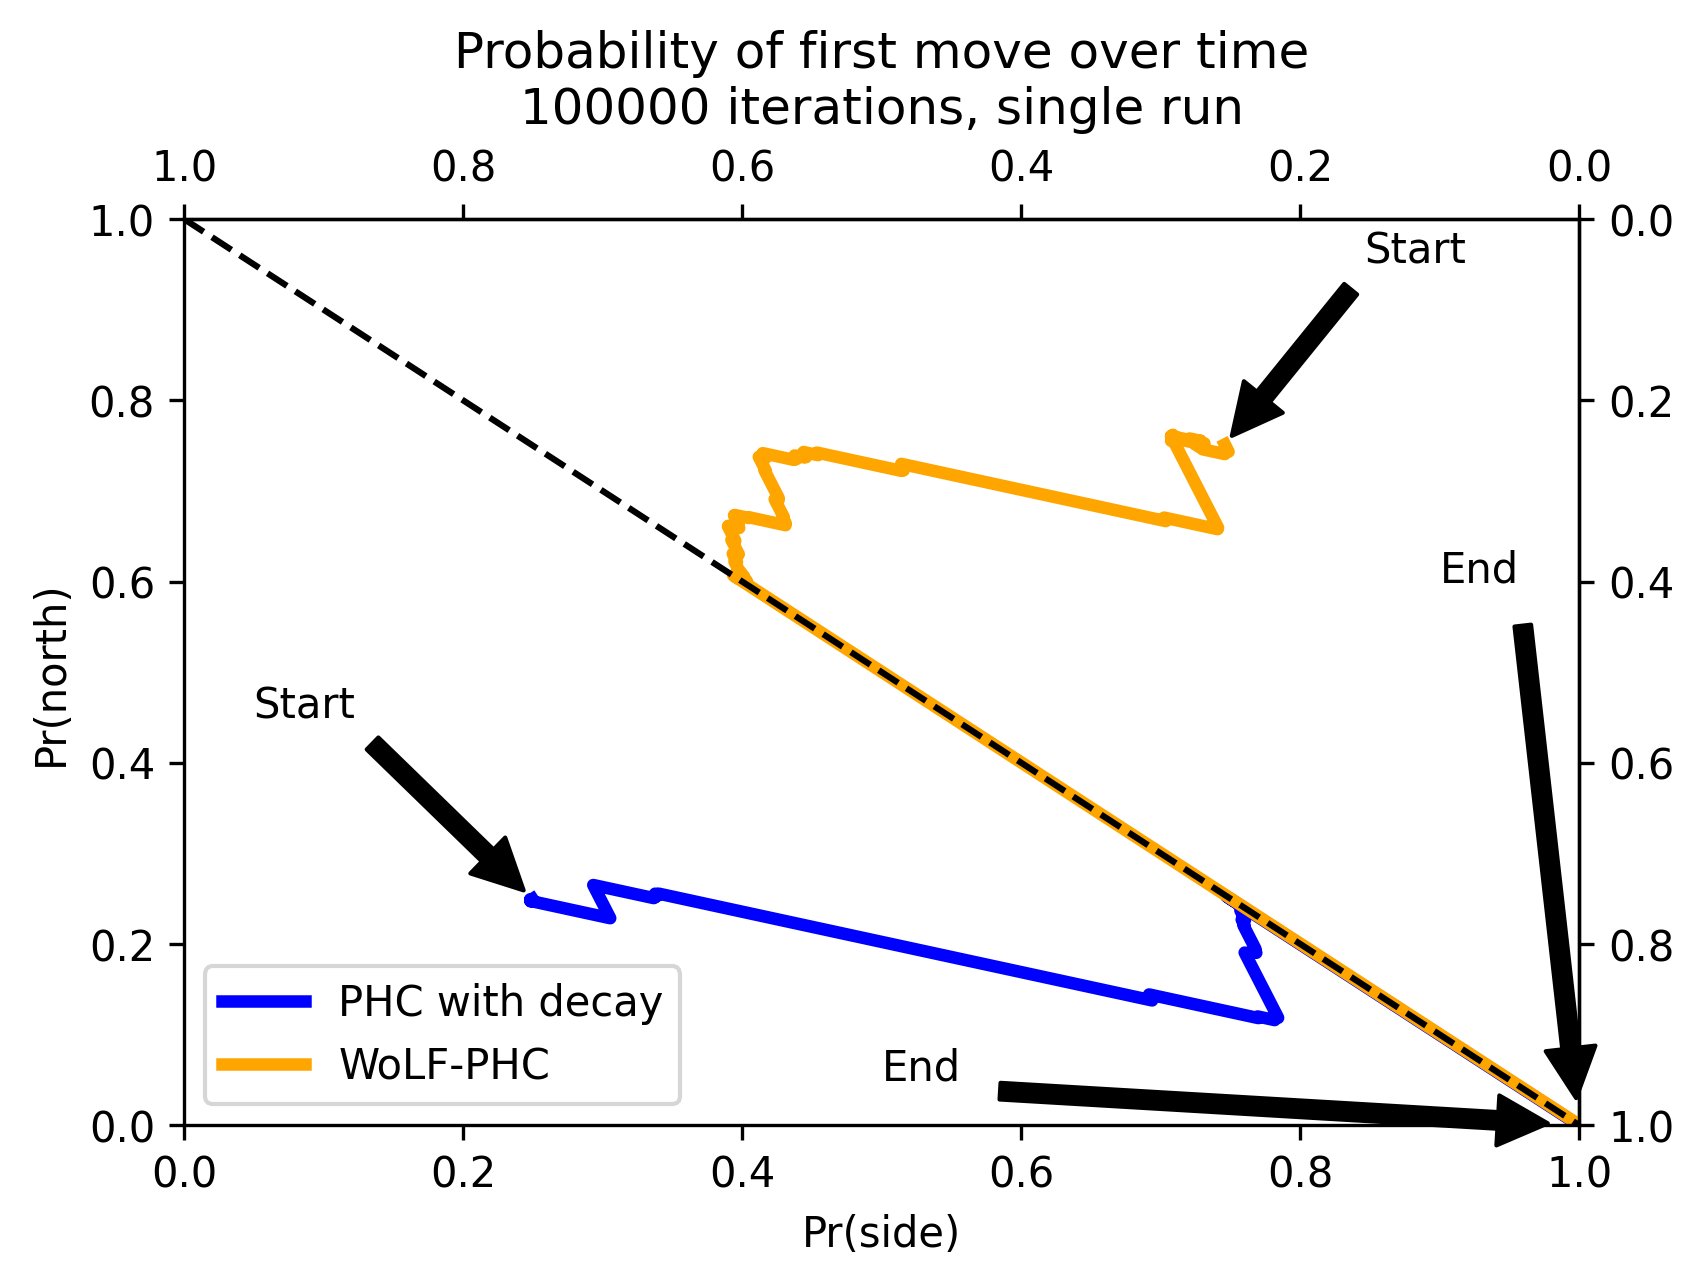 Probability of first move over time
100000 iterations, single run
1.0 0.8 0.6 0.4 0.2 0.0
1.0 0.0
Start
0.8 0.2
End
0.6 0.4
Pr(north)
Start
0.4 0.6
0.2 0.8
PHC with decay
WoLF-PHC
End
0.0 1.0
0.0 0.2 0.4 0.6 0.8 1.0
Pr(side)